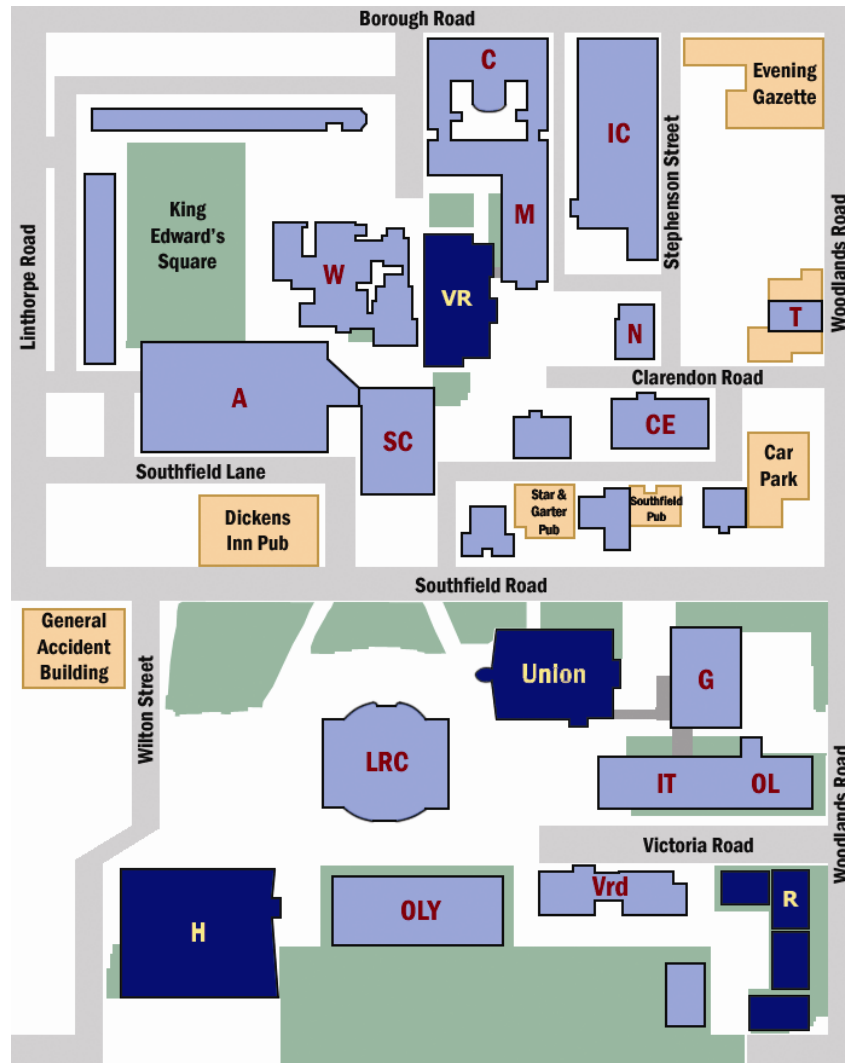 Borough Road
C
Evening
Gazette
IC
Stephenson Street
King
Edward's
Square
M
Linthorpe Road
W
VR
Woodlands Road
T
N
Clarendon Road
A
SC
CE
Car
Park
Southfield Lane
Dickens
Inn Pub
Star &
Garter
Pub
Southfield
Pub
Southfield Road
General
Accident
Building
Wilton Street
Union
G
LRC
IT
OL
Woodlands Road
Victoria Road
Vrd
R
OLY
H